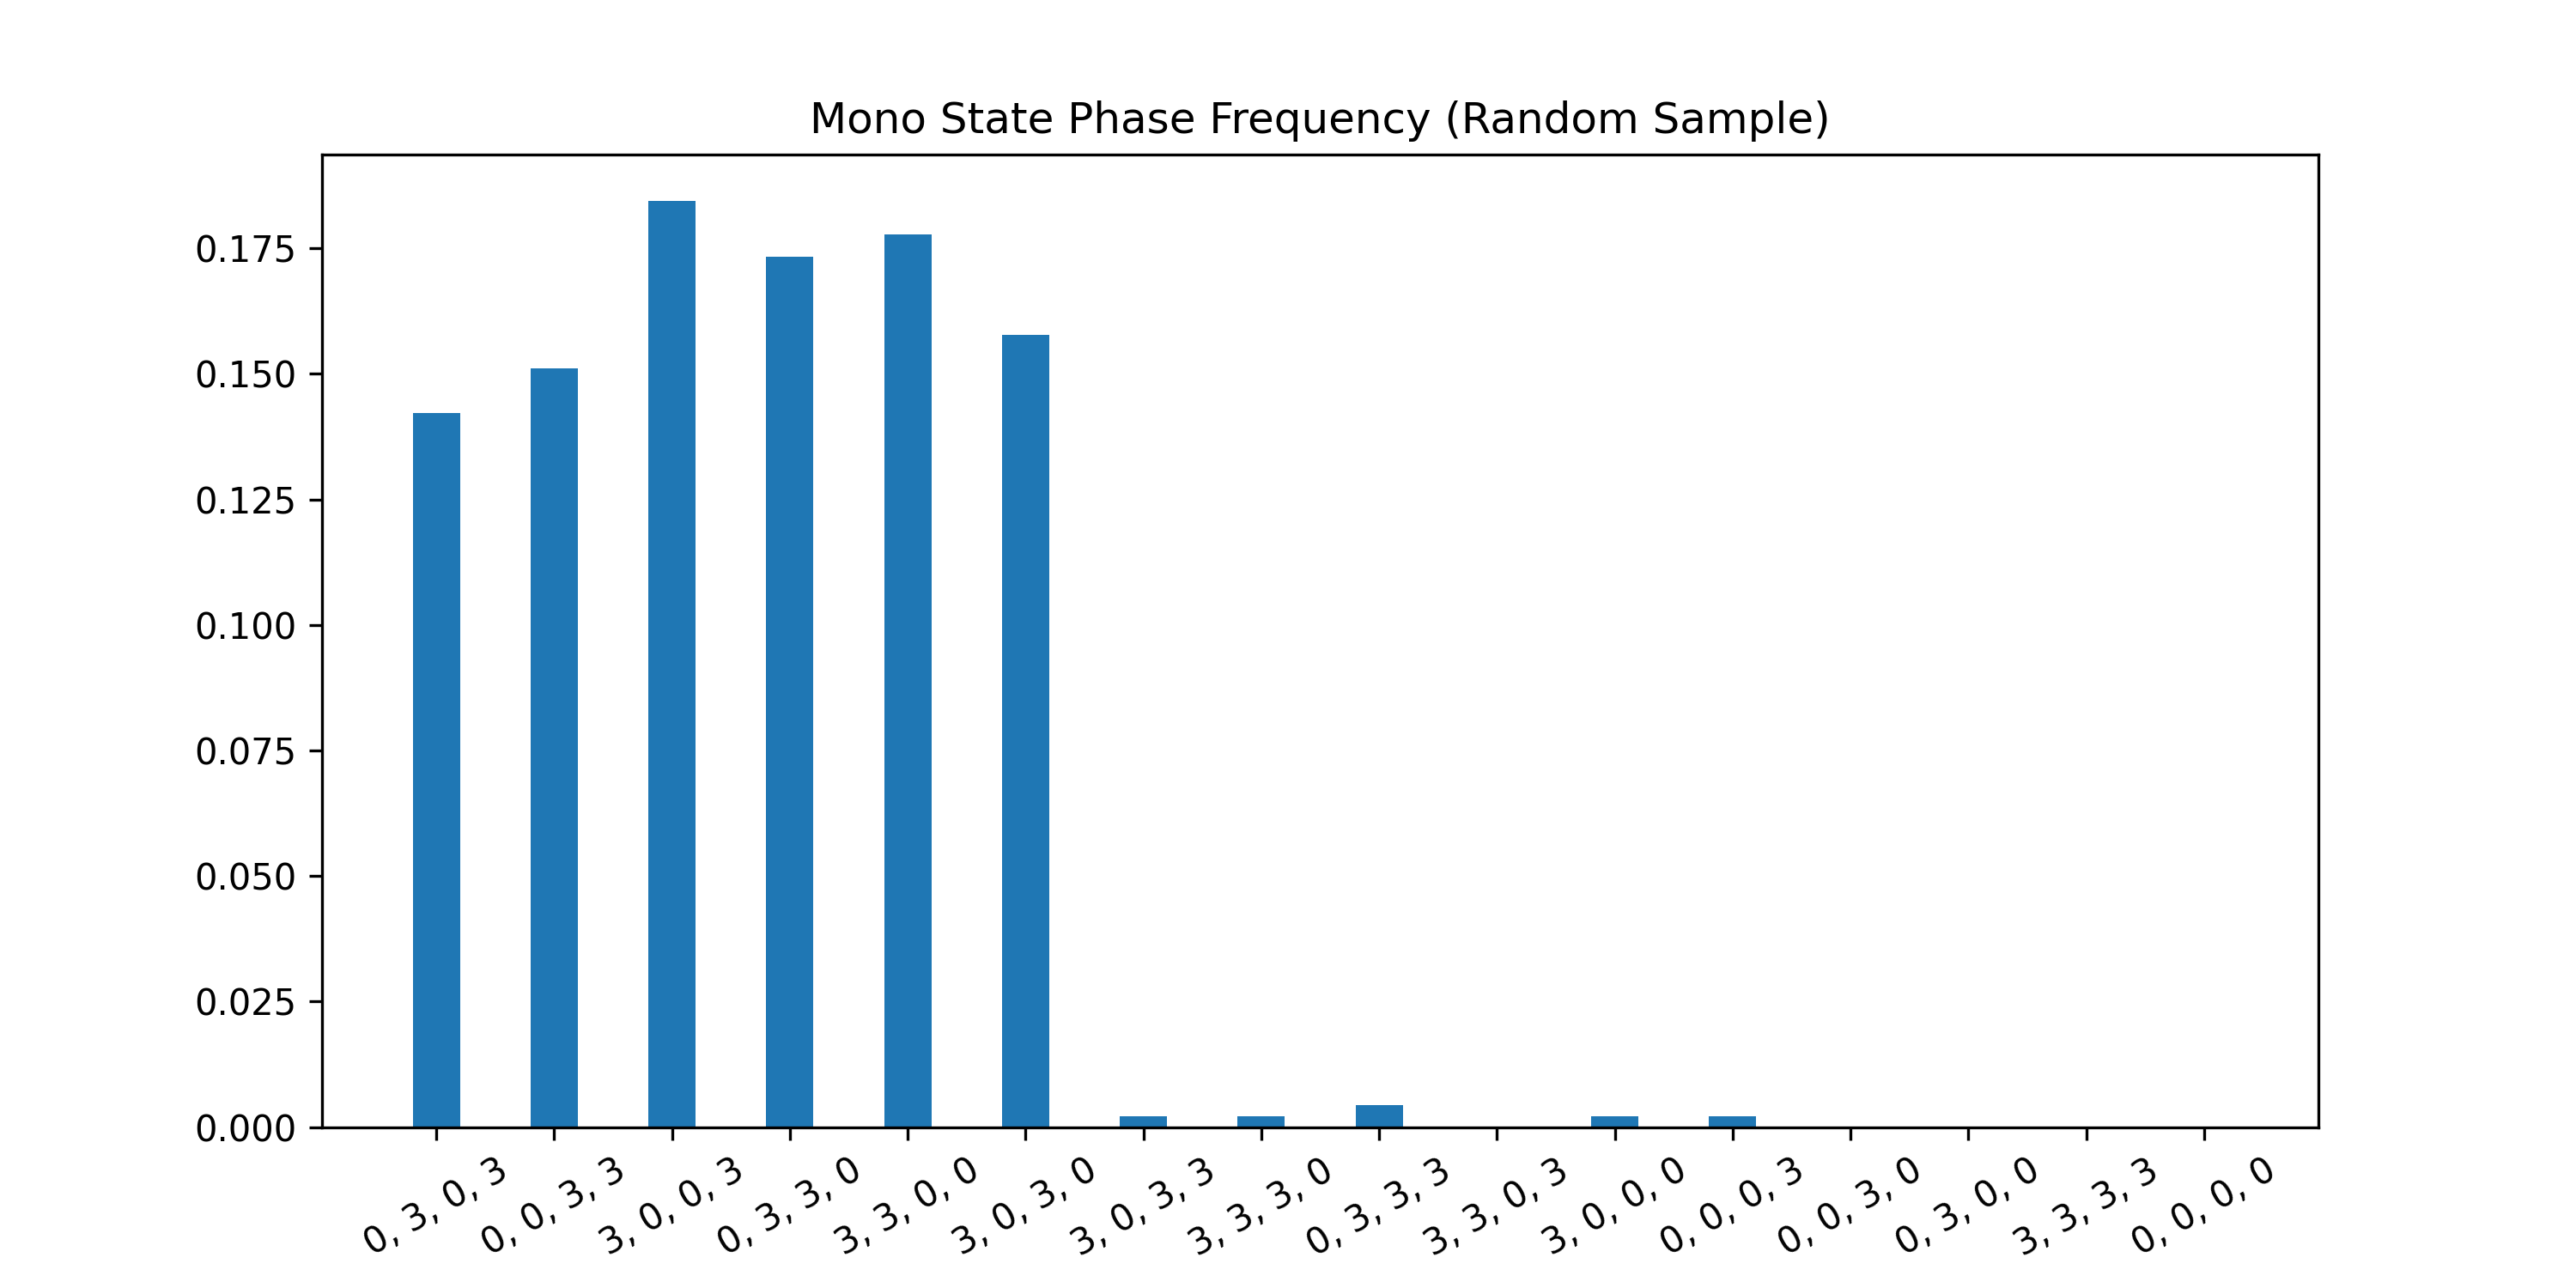 Mono State Phase Frequency (Random Sample)
0.175
0.150
0.125
0.100
0.075
0.050
0.025
0.000
0, 3, 0, 3
0, 0, 3, 3
3, 0, 0, 3
0, 3, 3, 0
3, 3, 0, 0
3, 0, 3, 0
3, 0, 3, 3
3, 3, 3, 0
0, 3, 3, 3
3, 3, 0, 3
3, 0, 0, 0
0, 0, 0, 3
0, 0, 3, 0
0, 3, 0, 0
3, 3, 3, 3
0, 0, 0, 0